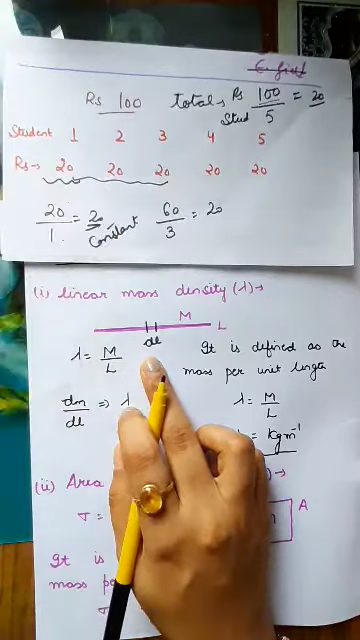 Rs 100 total → Rs 100/5 = 20
Stud
Student 1 2 3 4 5
Rs → 20 20 20 20 20
20/1 = 20 60/3 = 20
Constant
(i) linear mass density (λ) →
M L
dl
λ = M/L It is defined as the
mass per unit length
dm/dl ⇒ λ λ = M/L
= Kgm⁻¹
(ii) Area
A
σ =
It is
mass
σ